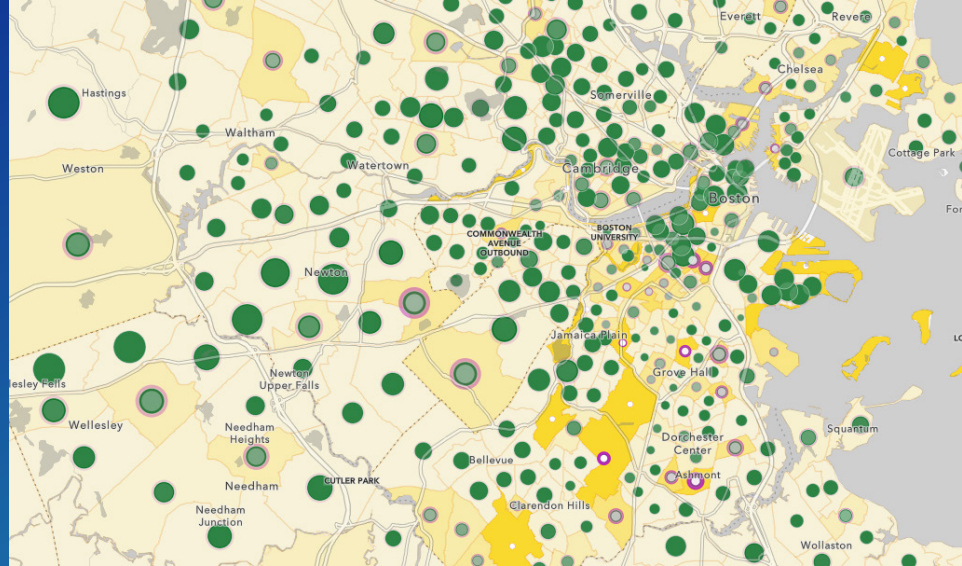 Everett
Revere
Chelsea
Hastings
Somerville
Waltham
Watertown
Cambridge
Weston
Cottage Park
Boston
For
COMMONWEALTH
AVENUE
OUTBOUND
BOSTON
UNIVERSITY
Newton
Jamaica Plain
LO
Grove Hall
lesley Fells
Newton
Upper Falls
Wellesley
Needham
Heights
Squantum
Dorchester
Center
Bellevue
Ashmont
CUTLER PARK
Needham
Clarendon Hills
Needham
Junction
Wollaston